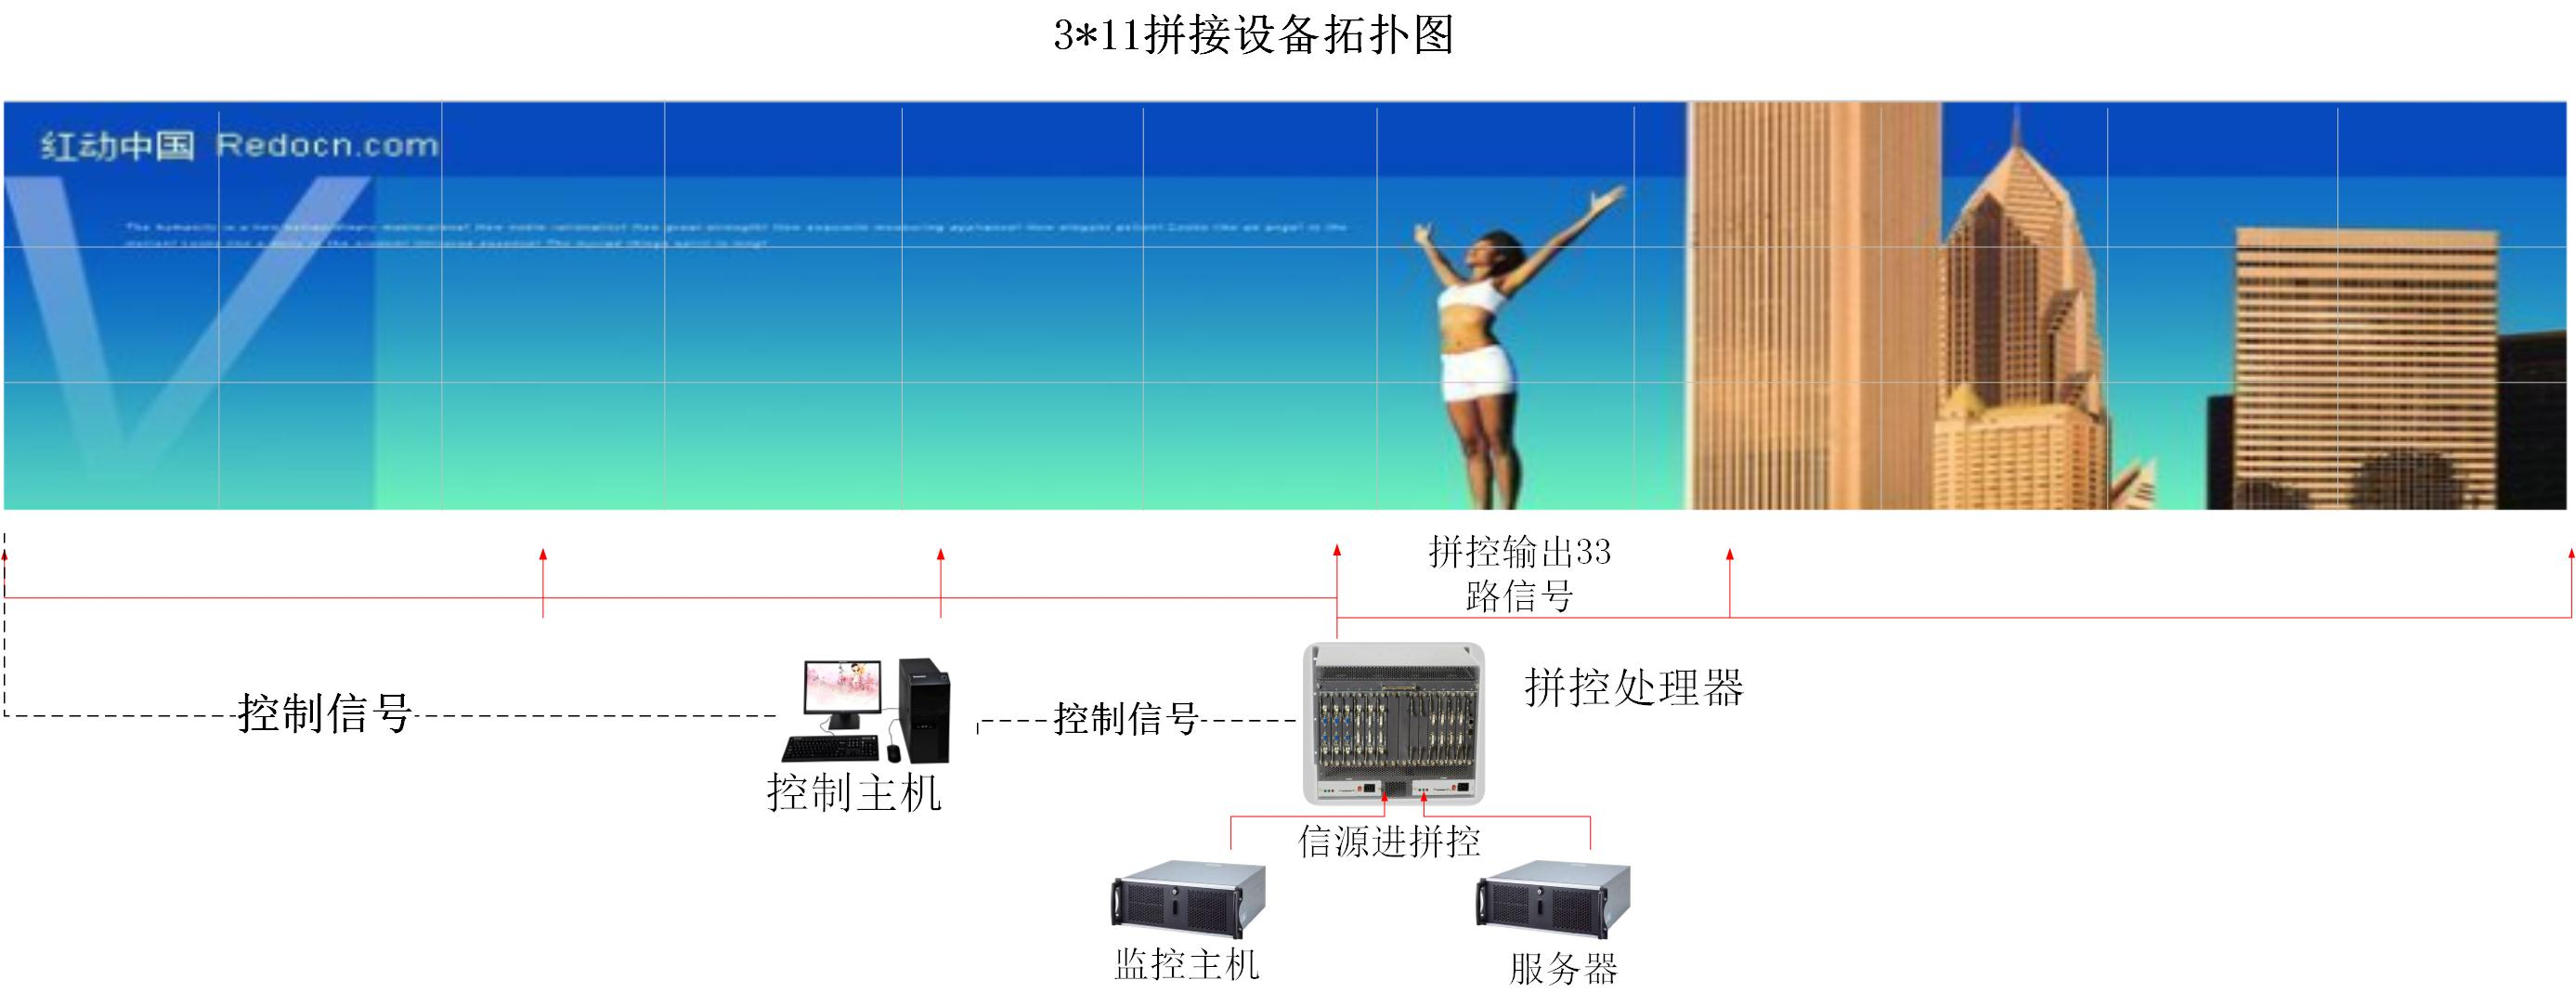 3*11拼接设备拓扑图
红动中国 Redocn.com
拼控输出33
路信号
拼控处理器
控制信号
控制信号
控制主机
信源进拼控
监控主机
服务器